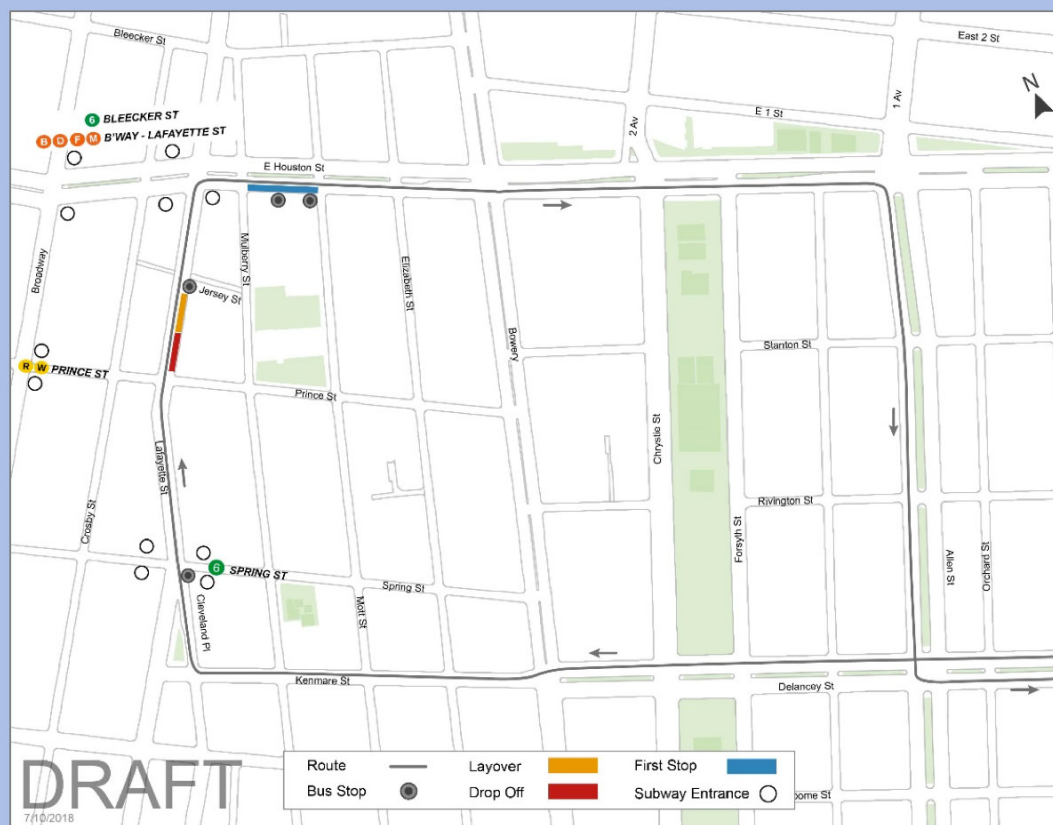 Bleecker St
East 2 St
N
6 BLEECKER ST
B D F M B'WAY - LAFAYETTE ST
2 Av
E 1 St
1 Av
E Houston St
Broadway
Mulberry St
Elizabeth St
Jersey St
Bowery
Stanton St
R W PRINCE ST
Prince St
Lafayette St
Chrystie St
Crosby St
Rivington St
Forsyth St
Allen St
Orchard St
6 SPRING ST
Spring St
Cleveland Pl
Mott St
Kenmare St
Delancey St
DRAFT
7/10/2018
Route
Layover
First Stop
Bus Stop
Drop Off
Subway Entrance
ome St